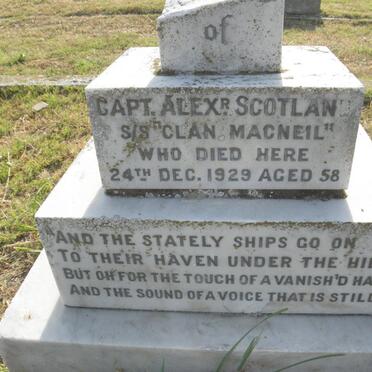 of
CAPT. ALEXR SCOTLAN
S/S "CLAN MACNEIL"
WHO DIED HERE
24TH DEC. 1929 AGED 58
"AND THE STATELY SHIPS GO ON
TO THEIR HAVEN UNDER THE
BUT OH FOR THE TOUCH OF A VANISH'D
AND THE SOUND OF A VOICE THAT IS STILL